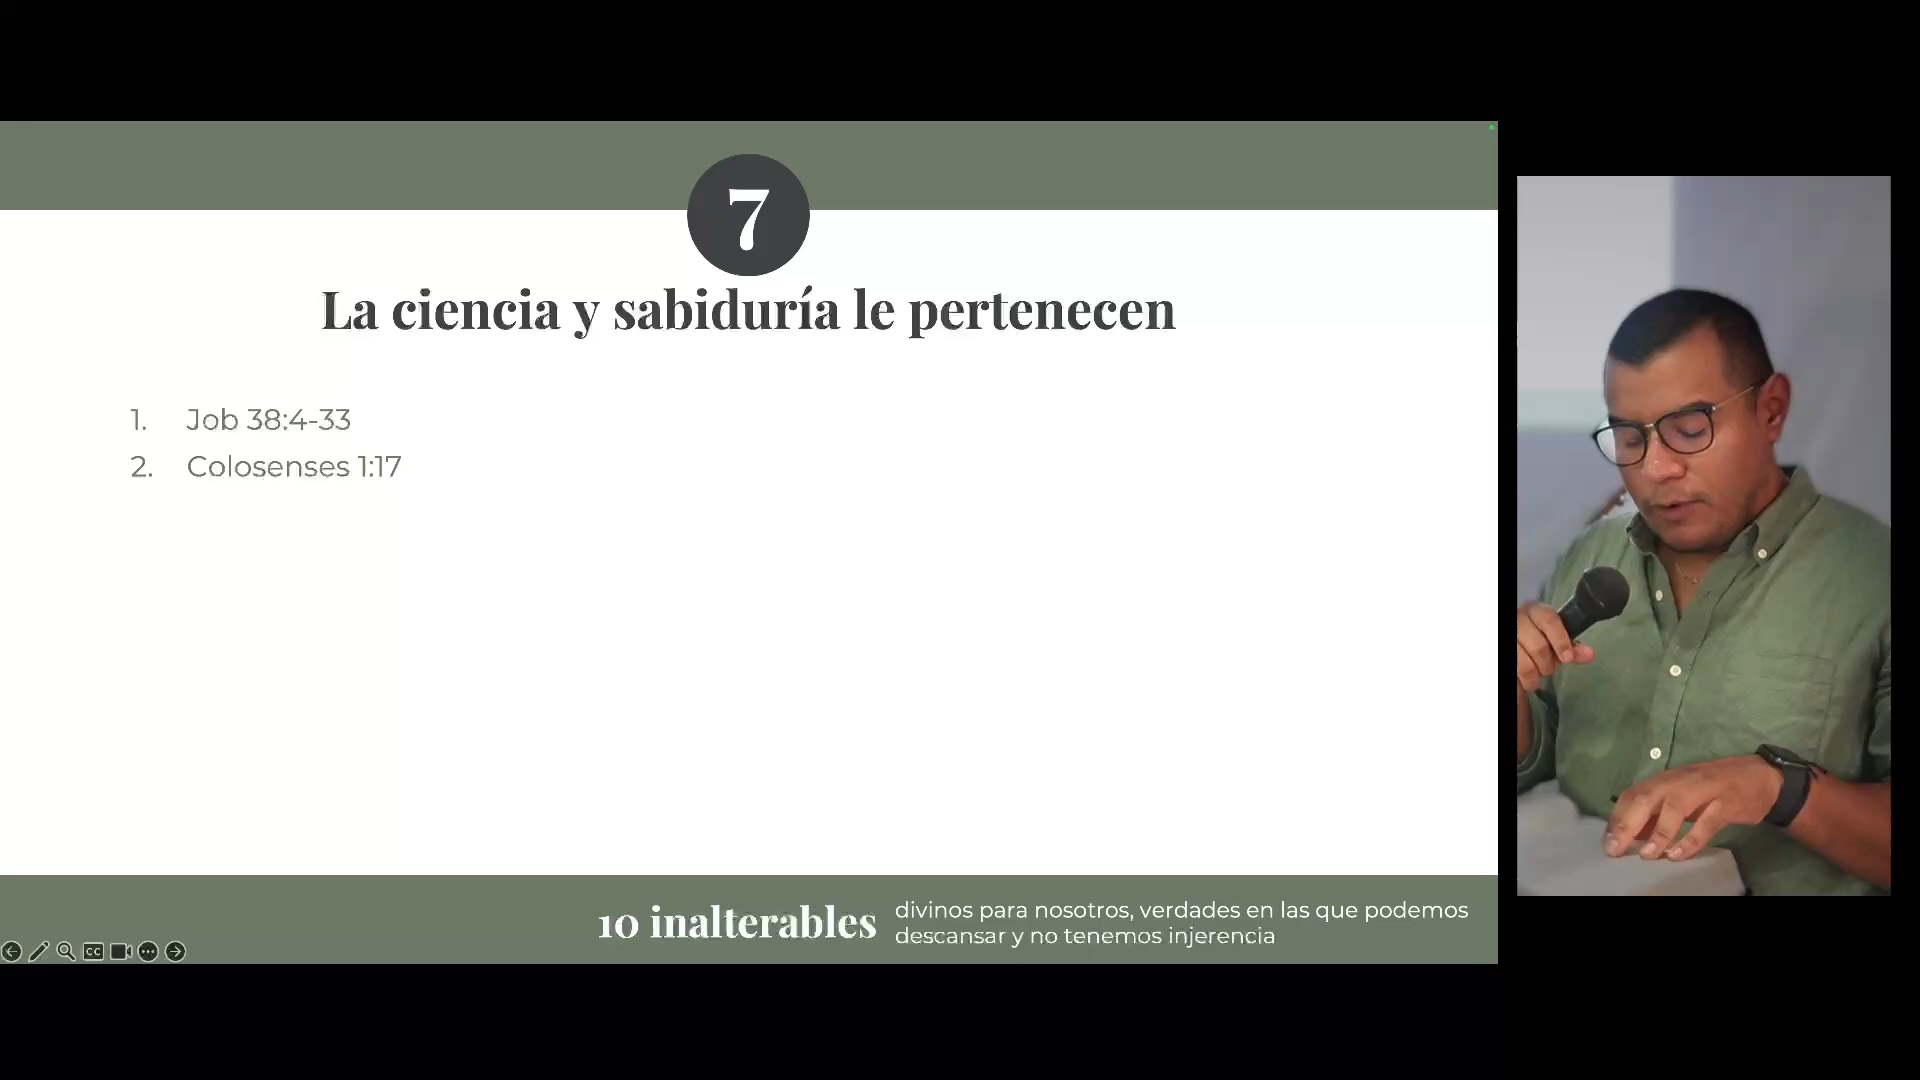 7
La ciencia y sabiduría le pertenecen
1. Job 38:4-33
2. Colosenses 1:17
10 inalterables
divinos para nosotros, verdades en las que podemos
descansar y no tenemos injerencia
CC